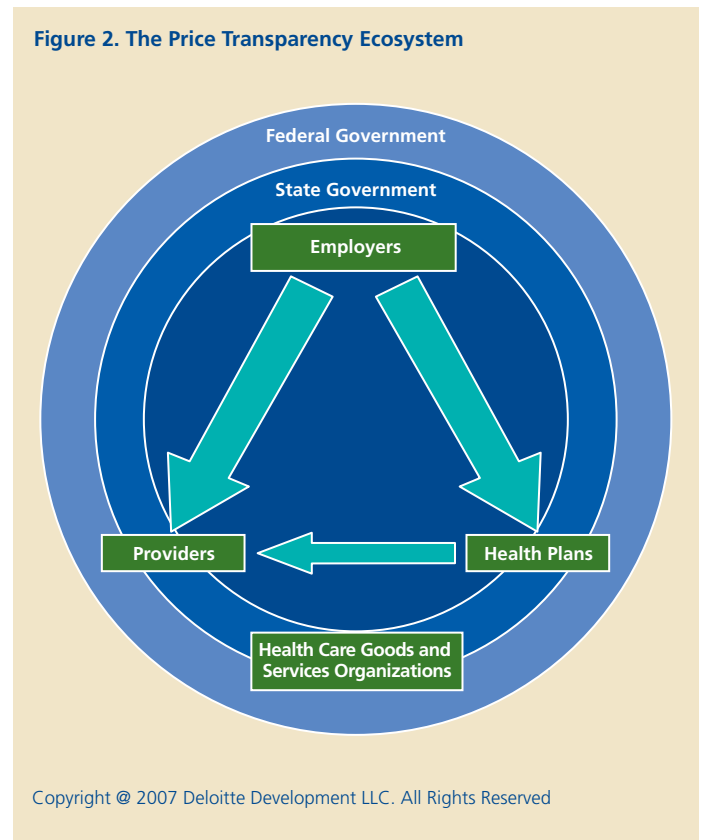 Figure 2. The Price Transparency Ecosystem
Federal Government
State Government
Employers
Providers
Health Plans
Health Care Goods and
Services Organizations
Copyright @ 2007 Deloitte Development LLC. All Rights Reserved